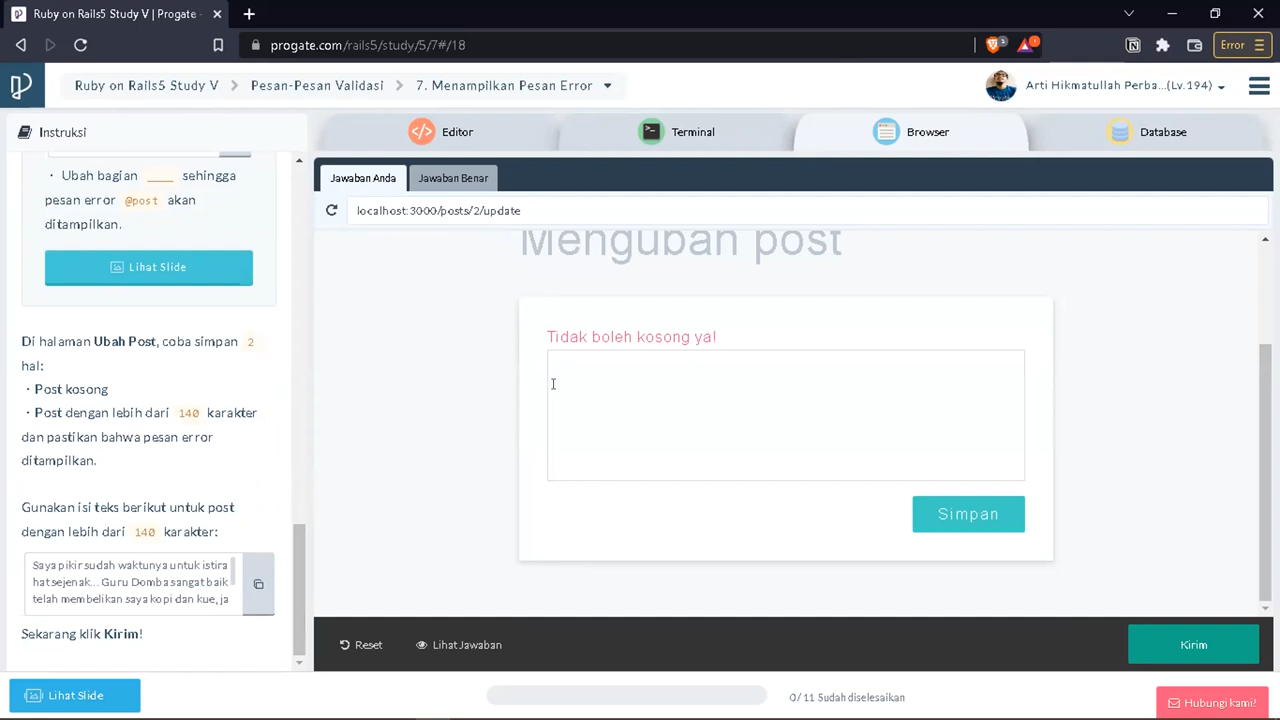 Ruby on Rails5 Study V | Progate -
progate.com/rails5/study/5/7#/18
Error
Ruby on Rails5 Study V
Pesan-Pesan Validasi
7. Menampilkan Pesan Error
Arti Hikmatullah Perba...(Lv.194)
Instruksi
Editor
Terminal
Browser
Database
・ Ubah bagian ____ sehingga
pesan error @post akan
ditampilkan.
Lihat Slide
Di halaman Ubah Post, coba simpan 2
hal:
・Post kosong
・Post dengan lebih dari 140 karakter
dan pastikan bahwa pesan error
ditampilkan.
Gunakan isi teks berikut untuk post
dengan lebih dari 140 karakter:
Saya pikir sudah waktunya untuk istira
hat sejenak... Guru Domba sangat baik
telah membelikan saya kopi dan kue, ja
Sekarang klik Kirim!
Lihat Slide
Jawaban Anda
Jawaban Benar
localhost:3000/posts/2/update
Mengubah post
Tidak boleh kosong ya!
Simpan
Reset
Lihat Jawaban
Kirim
0/11 Sudah diselesaikan
Hubungi kami!